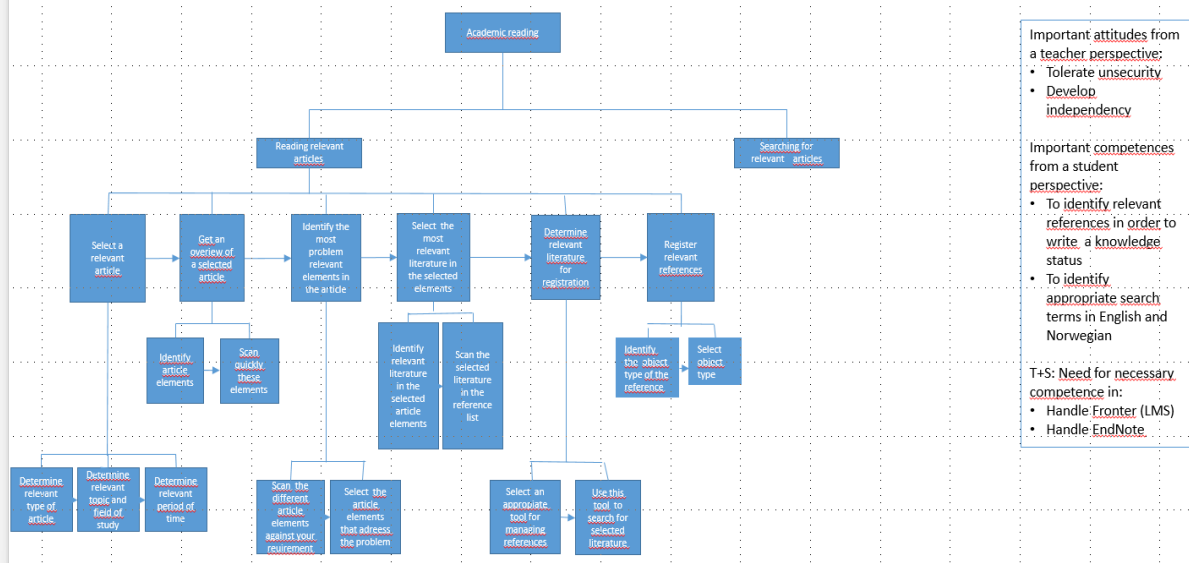 Academic reading
Reading relevant
articles
Searching for
relevant articles
Select a
relevant
article
Get an
overiew of
a selected
article
Identify the
most
problem
relevant
elements in
the article
Select the
most
relevant
literature in
the selected
elements
Determine
relevant
literature
for
registration
Register
relevant
references
Identify
article
elements
Scan
quickly
these
elements
Identify
relevant
literature
in the
selected
article
elements
Scan the
selected
literature
in the
reference
list
Identify
the object
type of the
reference
Select
object
type
Determine
relevant
type of
article
Determine
relevant
topic and
field of
study
Determine
relevant
period of
time
Scan the
different
article
elements
against your
reuirement
Select the
article
elements
that adreess
the problem
Select an
appropiate
tool for
managing
references
Use this
tool to
search for
selected
literature
Important attitudes from
a teacher perspective:
• Tolerate unsecurity
• Develop
independency
Important competences
from a student
perspective:
• To identify relevant
references in order to
write a knowledge
status
• To identify
appropriate search
terms in English and
Norwegian
T+S: Need for necessary
competence in:
• Handle Fronter (LMS)
• Handle EndNote